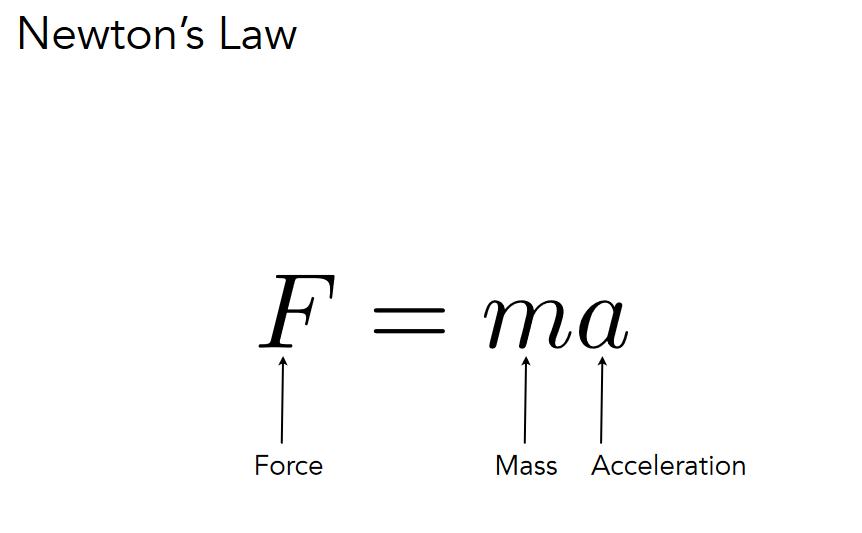 Newton’s Law
F = ma
Force Mass Acceleration